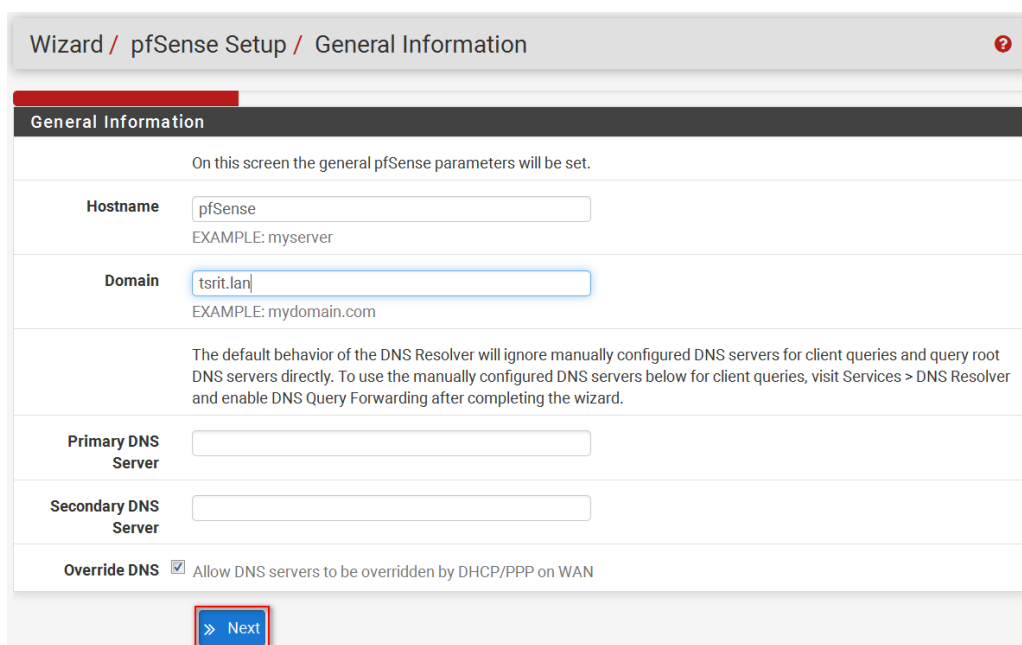 Wizard / pfSense Setup / General Information
General Information
On this screen the general pfSense parameters will be set.
Hostname
pfSense
EXAMPLE: myserver
Domain
tsrit.lan
EXAMPLE: mydomain.com
The default behavior of the DNS Resolver will ignore manually configured DNS servers for client queries and query root
DNS servers directly. To use the manually configured DNS servers below for client queries, visit Services > DNS Resolver
and enable DNS Query Forwarding after completing the wizard.
Primary DNS
Server
Secondary DNS
Server
Override DNS Allow DNS servers to be overridden by DHCP/PPP on WAN
» Next